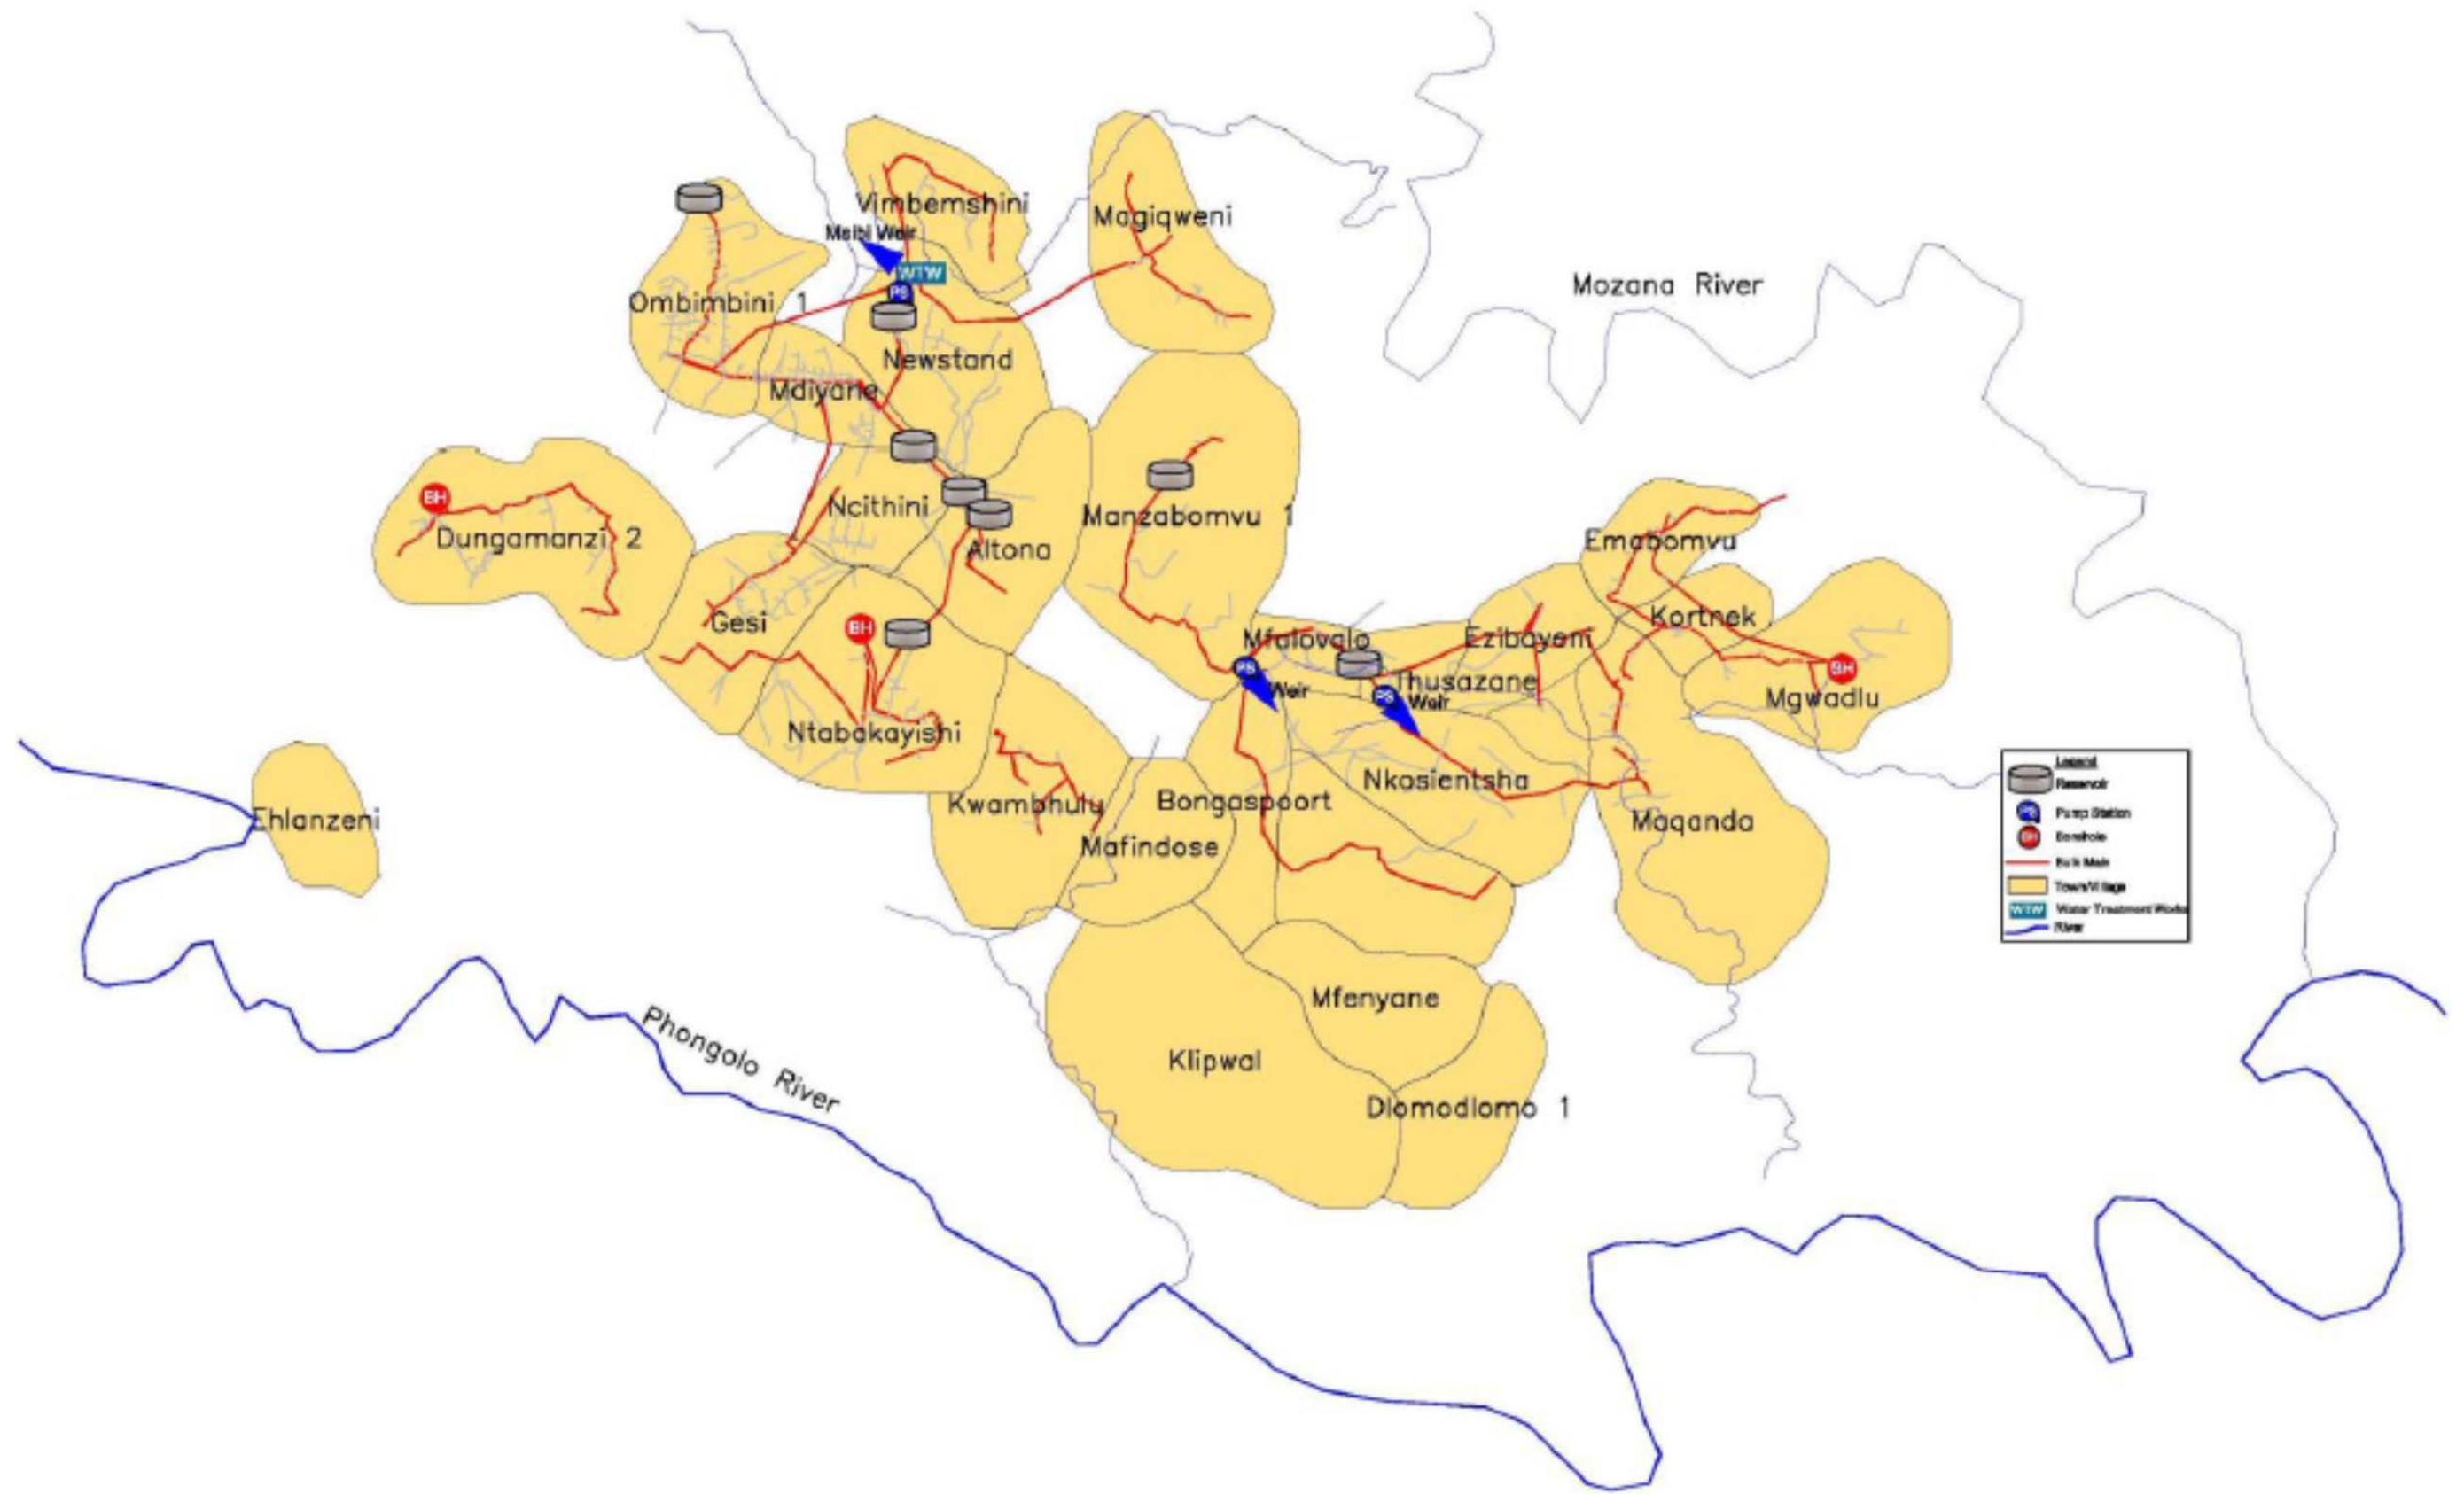 Vimbemshini
Magiqweni
Weir
WTW
Mozana River
PS
Ombimbini 1
Newstand
Mdiyane
BH
Ncithini
Manzabomvu 1
Dungamanzi 2
Altona
Emabomvu
Kortnek
Gesi
BH
Mfalovalo
Ezibayeni
PS
Weir
Thusazane
PS
Weir
BH
Mgwadlu
Ntabakayishi
Nkosientsha
Kwambhulu
Bongaspoort
Ehlanzeni
Mafindose
Maqanda
Legend
Reservoir
PS Pump Station
BH Borehole
Bulk Main
Town/Village
WTW Water Treatment Works
River
Mfenyane
Phongolo River
Klipwal
Dlomodlomo 1